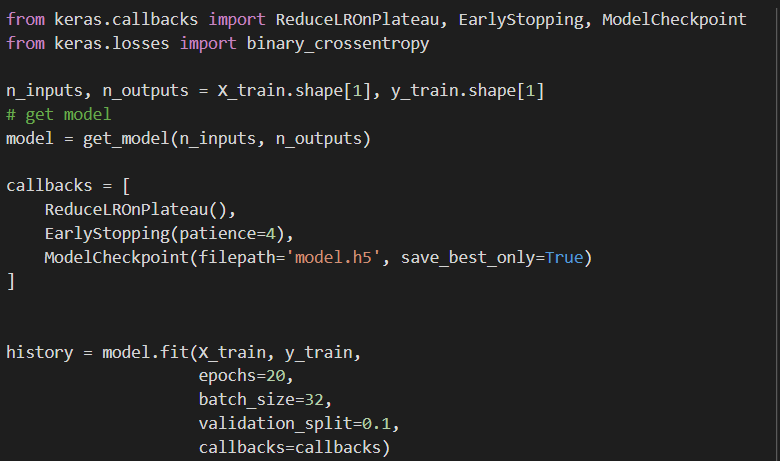 from keras.callbacks import ReduceLROnPlateau, EarlyStopping, ModelCheckpoint
from keras.losses import binary_crossentropy

n_inputs, n_outputs = X_train.shape[1], y_train.shape[1]
# get model
model = get_model(n_inputs, n_outputs)

callbacks = [
    ReduceLROnPlateau(),
    EarlyStopping(patience=4),
    ModelCheckpoint(filepath='model.h5', save_best_only=True)
]


history = model.fit(X_train, y_train,
                    epochs=20,
                    batch_size=32,
                    validation_split=0.1,
                    callbacks=callbacks)